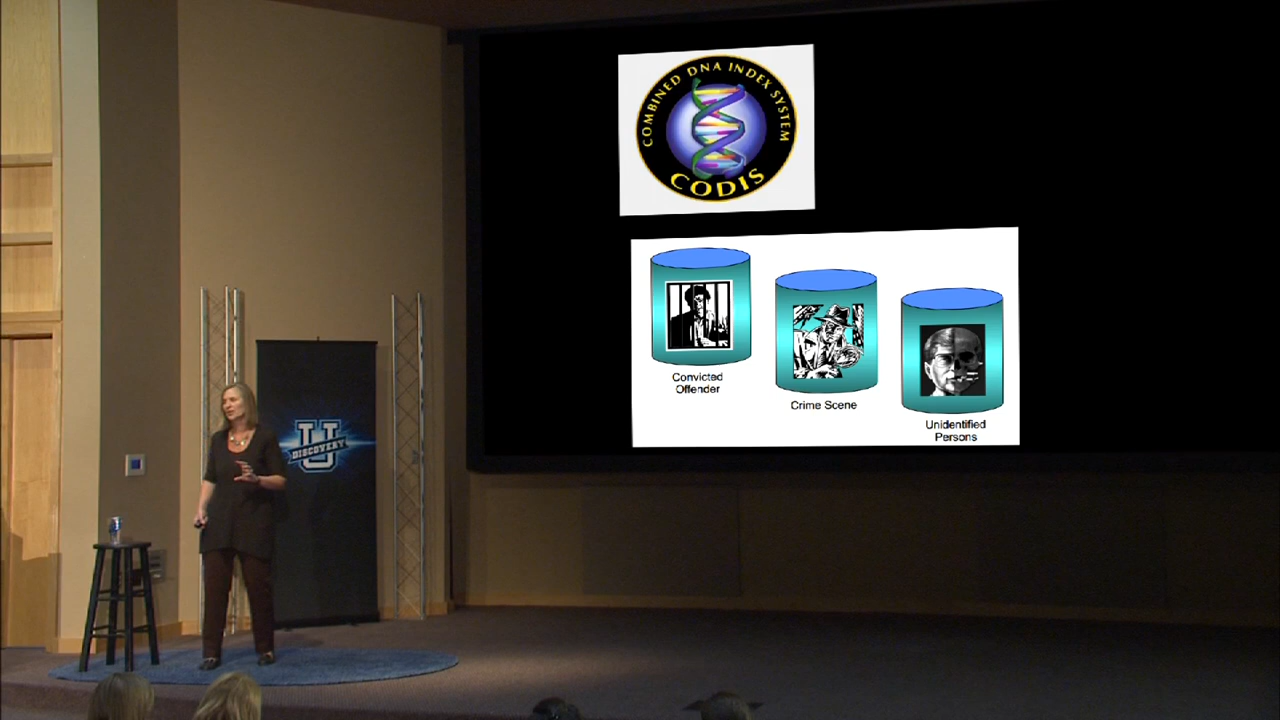 COMBINED DNA INDEX SYSTEM
CODIS
Convicted
Offender
Crime Scene
Unidentified
Persons
U
DISCOVERY